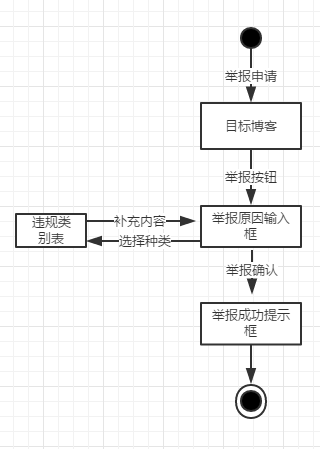 举报申请
目标博客
举报按钮
举报原因输入
框
违规类
别表
补充内容
选择种类
举报确认
举报成功提示
框